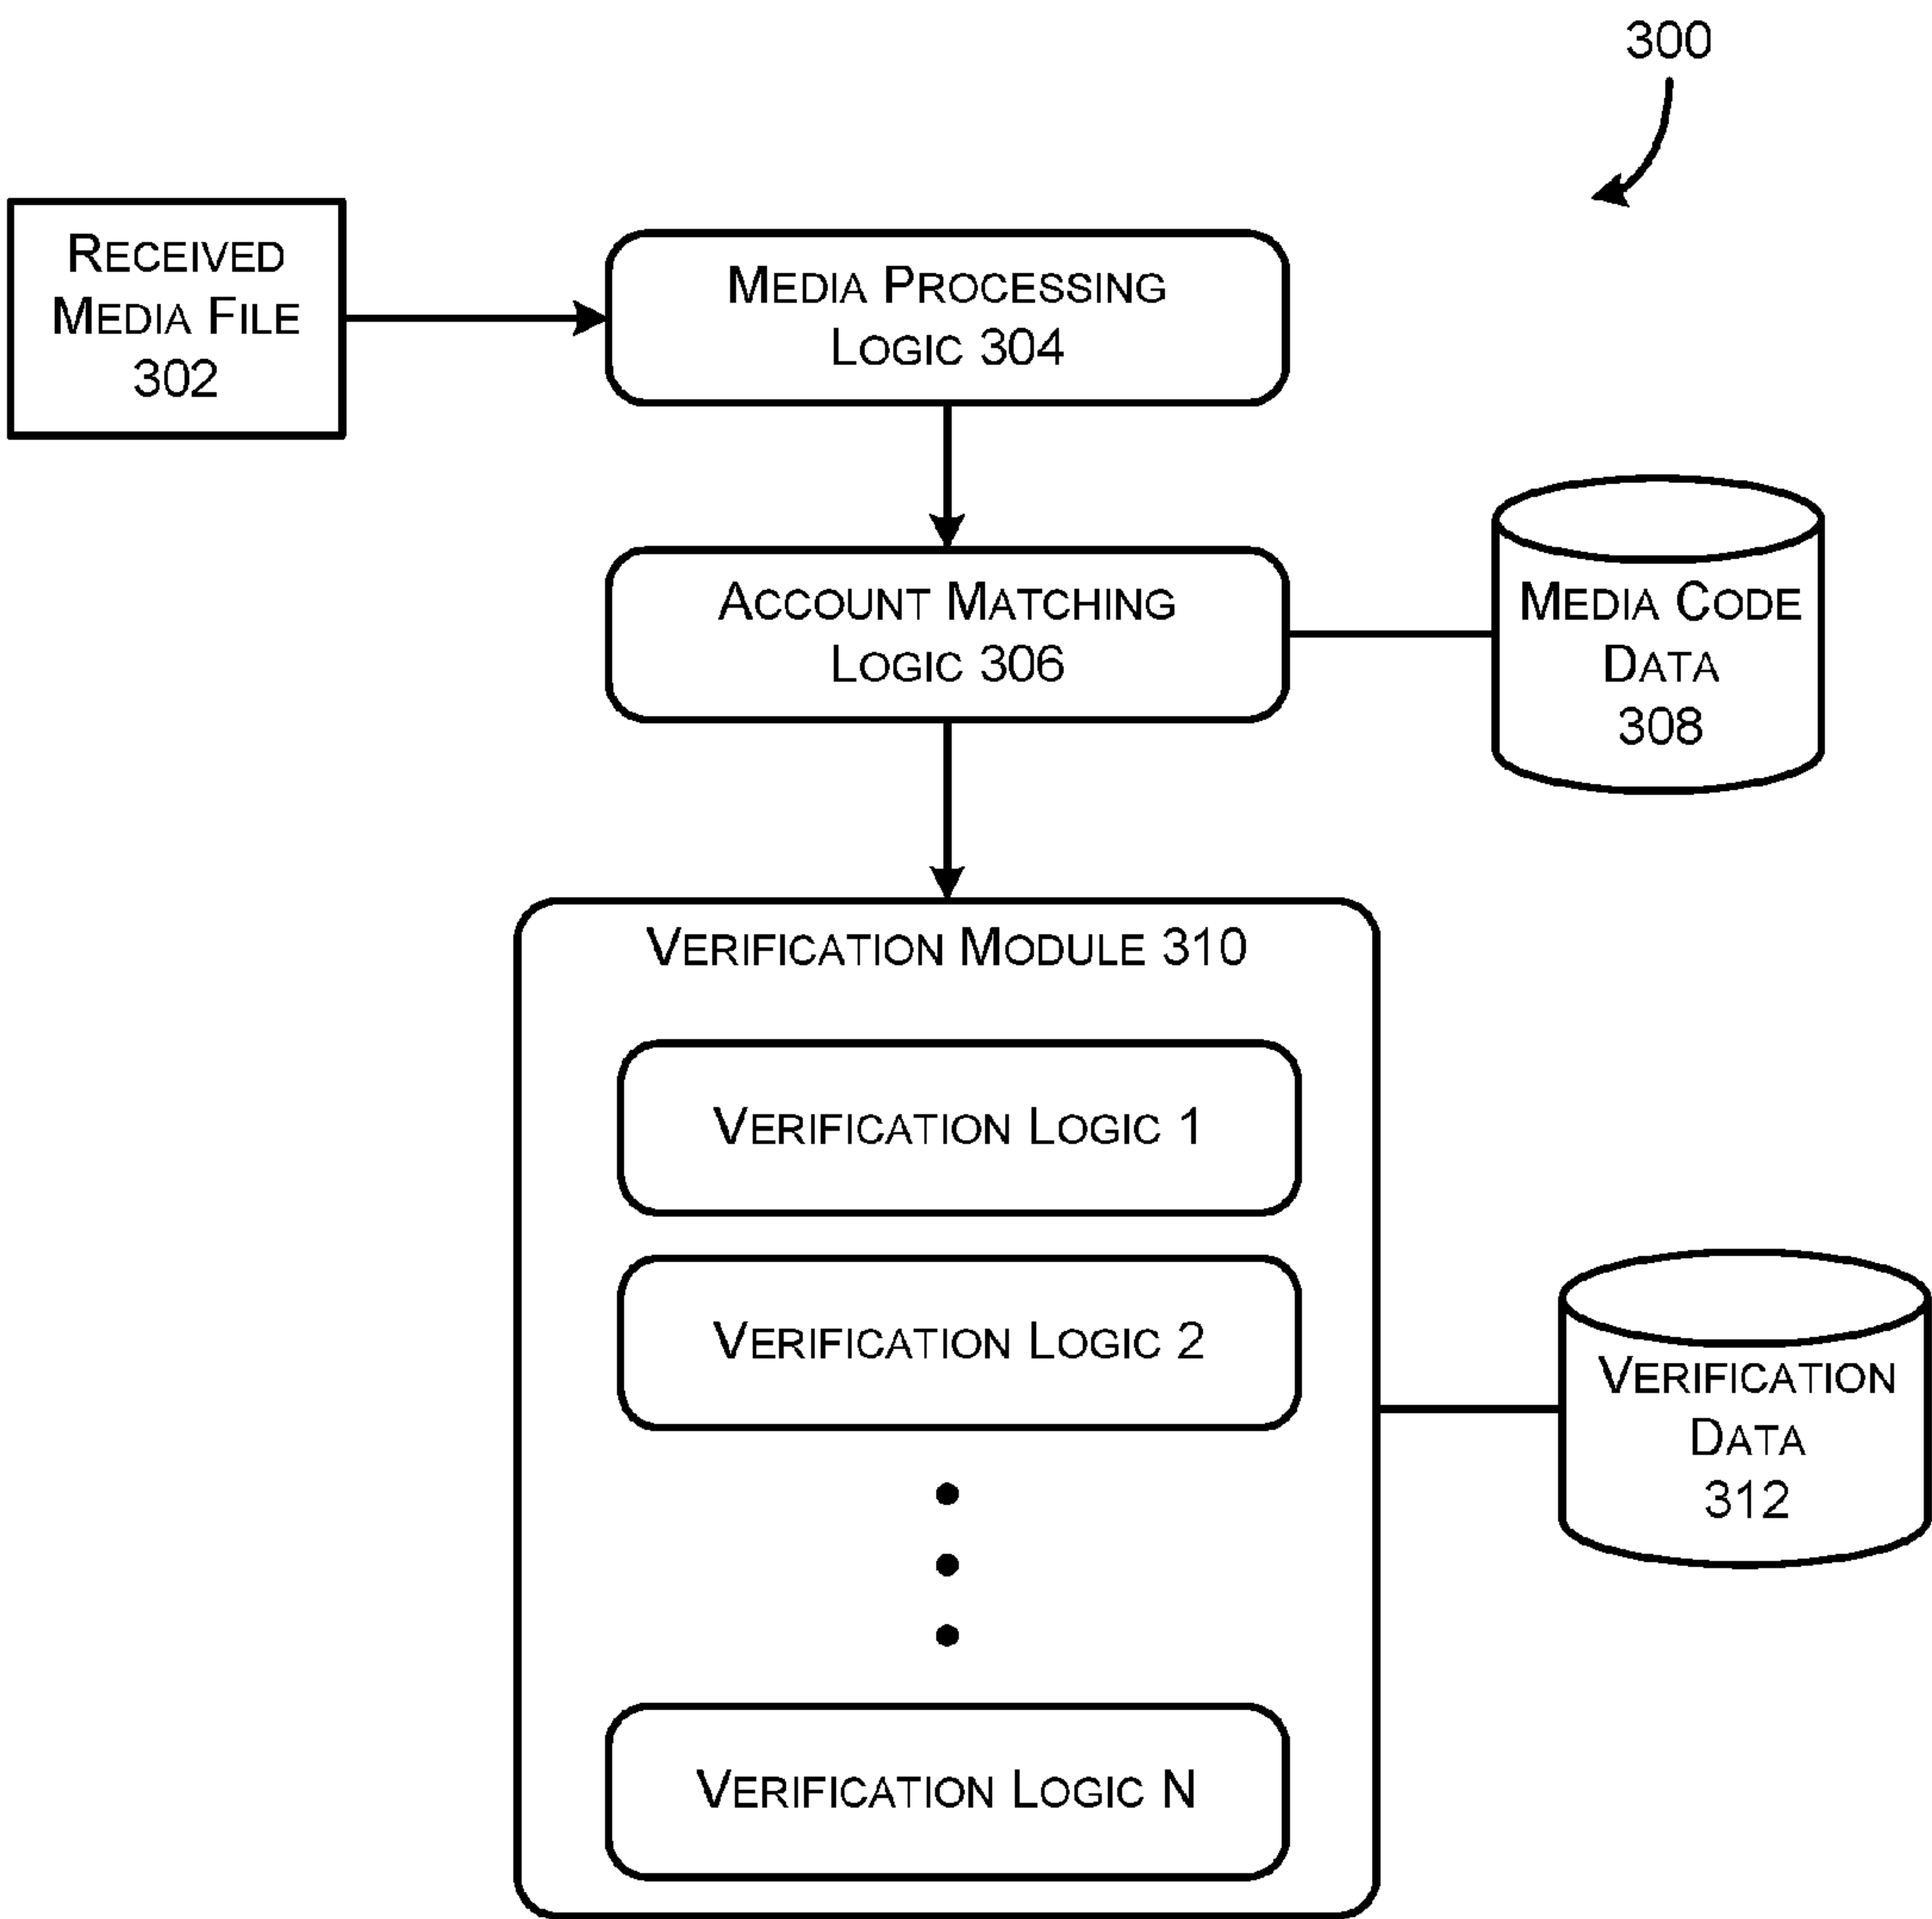 300
RECEIVED
MEDIA FILE
302
MEDIA PROCESSING
LOGIC 304
ACCOUNT MATCHING
LOGIC 306
MEDIA CODE
DATA
308
VERIFICATION MODULE 310
VERIFICATION LOGIC 1
VERIFICATION LOGIC 2
VERIFICATION
DATA
312
VERIFICATION LOGIC N